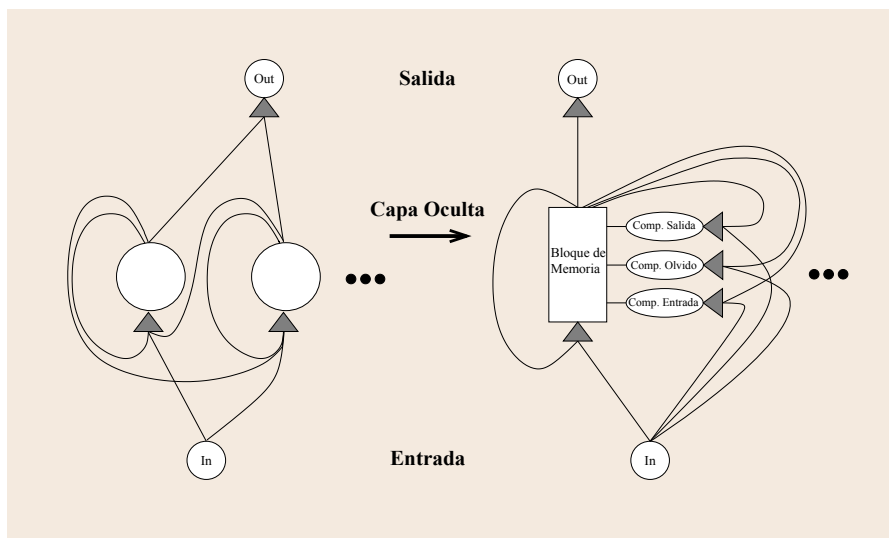 Out
Salida
Out
Capa Oculta
Comp. Salida
Bloque de
Memoria
Comp. Olvido
Comp. Entrada
In
Entrada
In